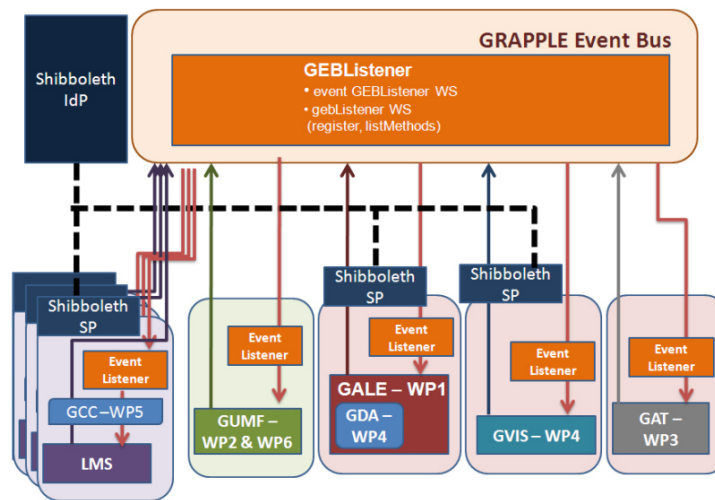 GRAPPLE Event Bus
Shibboleth
IdP
GEBListener
• event GEBListener WS
• gebListener WS
(register, listMethods)
Shibboleth
SP
Event
Listener
GCC – WP5
LMS
Event
Listener
GUMF –
WP2 & WP6
Shibboleth
SP
Event
Listener
GALE – WP1
GDA –
WP4
Shibboleth
SP
Event
Listener
GVIS – WP4
Event
Listener
GAT –
WP3